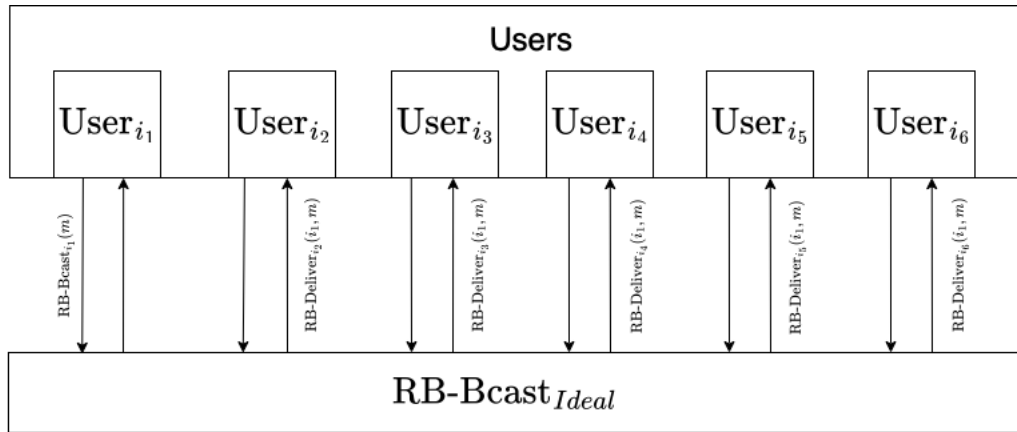 Users
User_{i_1}
User_{i_2}
User_{i_3}
User_{i_4}
User_{i_5}
User_{i_6}
RB-Bcast_{i_1}(m)
RB-Deliver_{i_2}(i_1, m)
RB-Deliver_{i_3}(i_1, m)
RB-Deliver_{i_4}(i_1, m)
RB-Deliver_{i_5}(i_1, m)
RB-Deliver_{i_6}(i_1, m)
RB-Bcast_{Ideal}